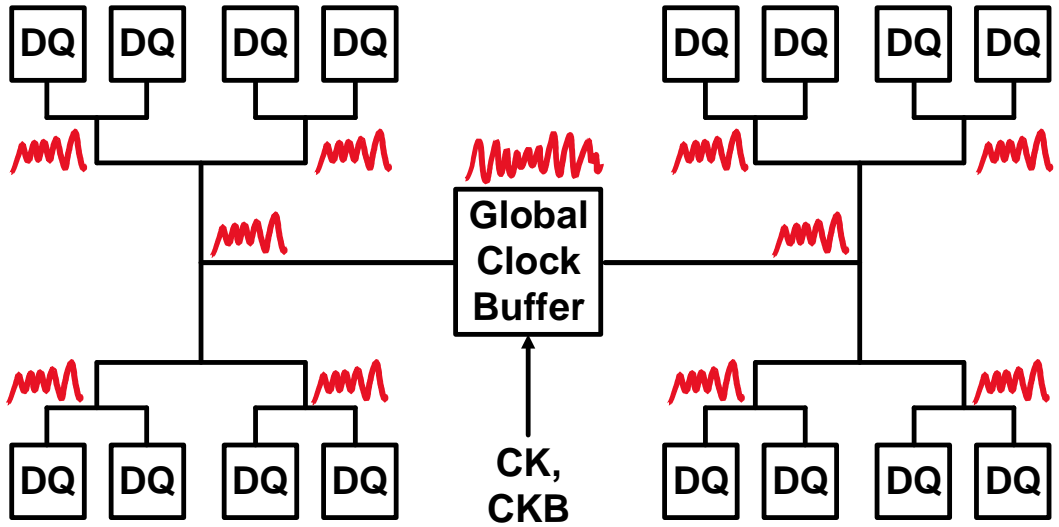 DQ DQ DQ DQ DQ DQ DQ DQ
Global
Clock
Buffer
DQ DQ DQ DQ DQ DQ DQ DQ
CK,
CKB